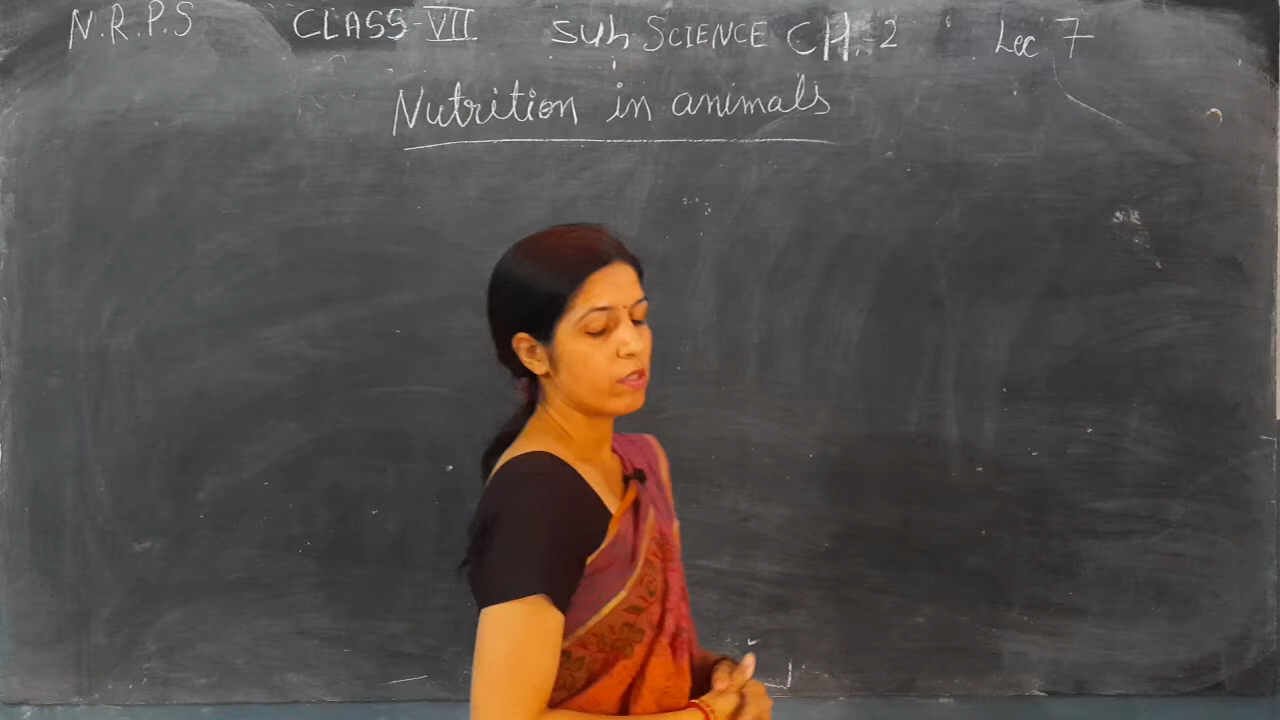 N.R.P.S CLASS-VII Sub SCIENCE CH.-2 Lec 7
Nutrition in animals